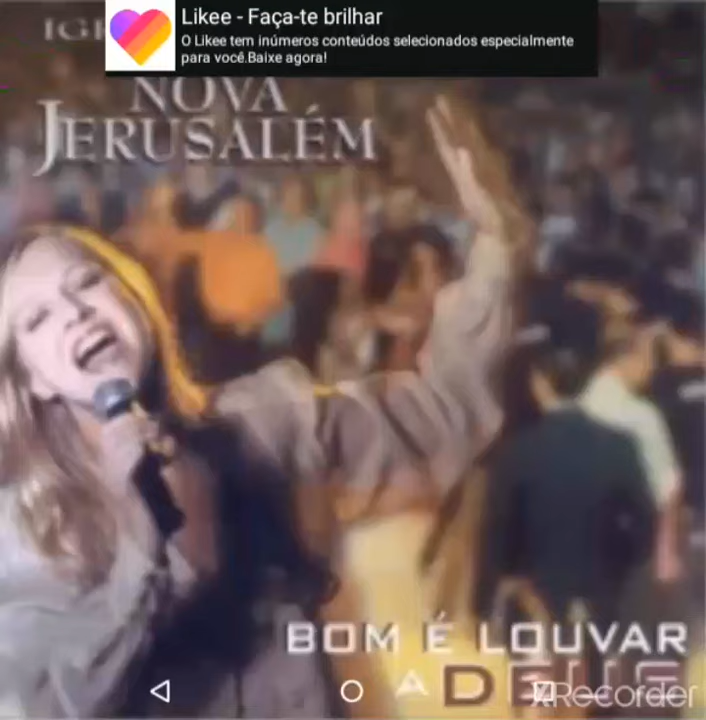 Likee - Faça-te brilhar
O Likee tem inúmeros conteúdos selecionados especialmente
para você.Baixe agora!
NOVA
JERUSALÉM
BOM É LOUVAR
A DEUS
XRecorder